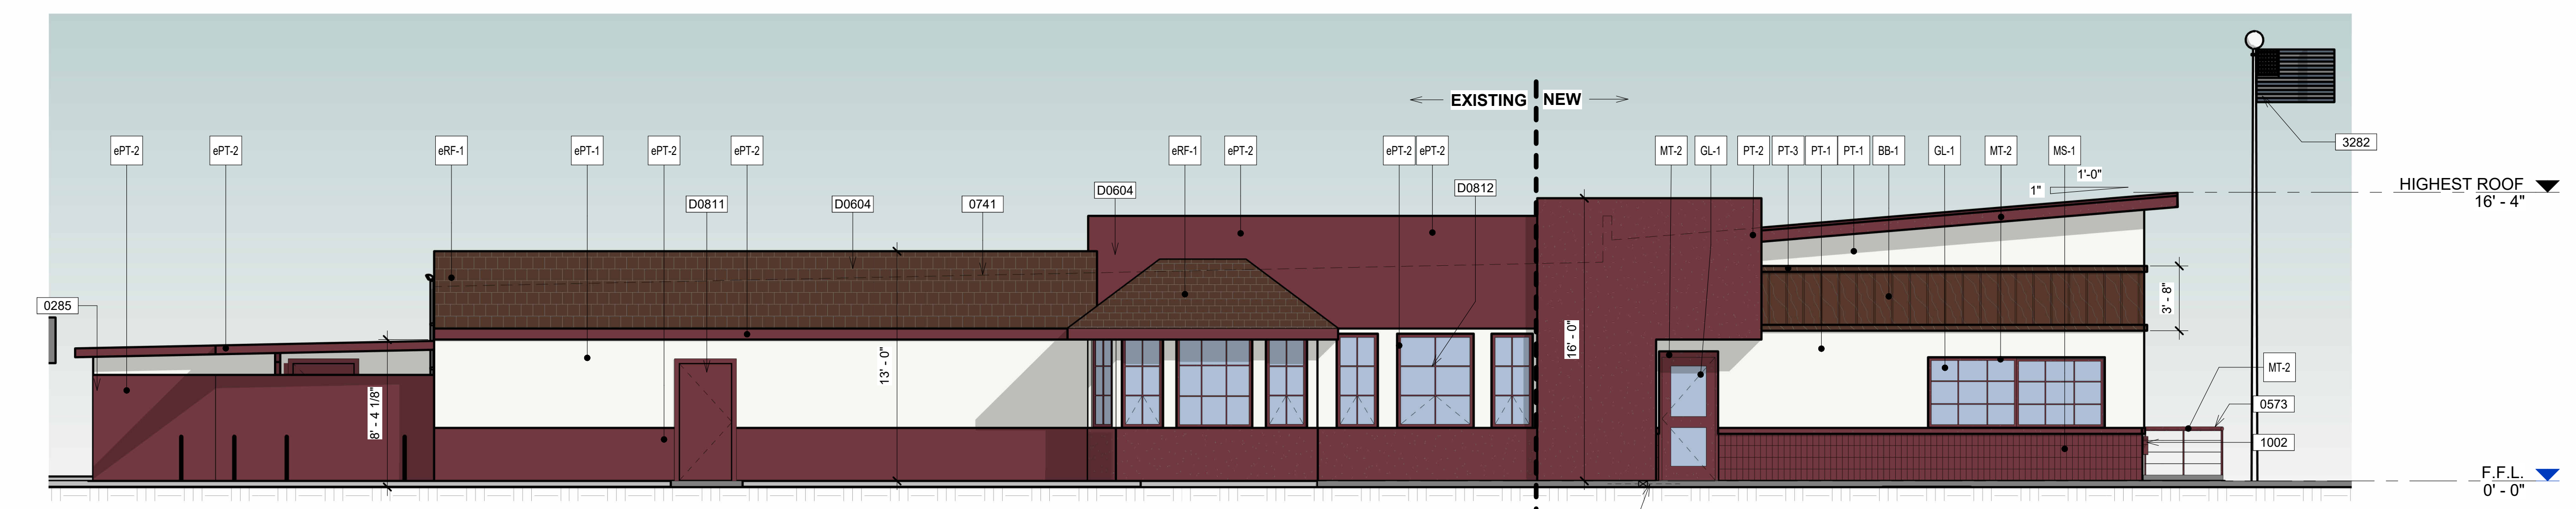 EXISTING NEW
ePT-2 ePT-2 eRF-1 ePT-1 ePT-2 ePT-2 eRF-1 ePT-2 ePT-2 ePT-2 MT-2 GL-1 PT-2 PT-3 PT-1 PT-1 BB-1 GL-1 MT-2 MS-1
3282
1'-0"
1"
HIGHEST ROOF
16' - 4"
D0811 D0604 0741 D0604 D0812
0285
3' - 8"
16' - 0"
13' - 0"
8' - 4 1/8"
MT-2
0573
1002
F.F.L.
0' - 0"